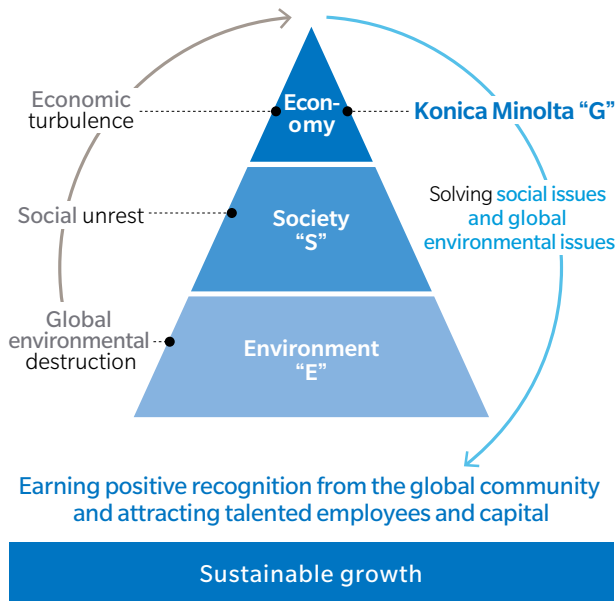 Econ-
omy
Economic
turbulence
Konica Minolta “G”
Social unrest
Society
“S”
Solving social issues
and global
environmental issues
Global
environmental
destruction
Environment
“E”
Earning positive recognition from the global community
and attracting talented employees and capital
Sustainable growth